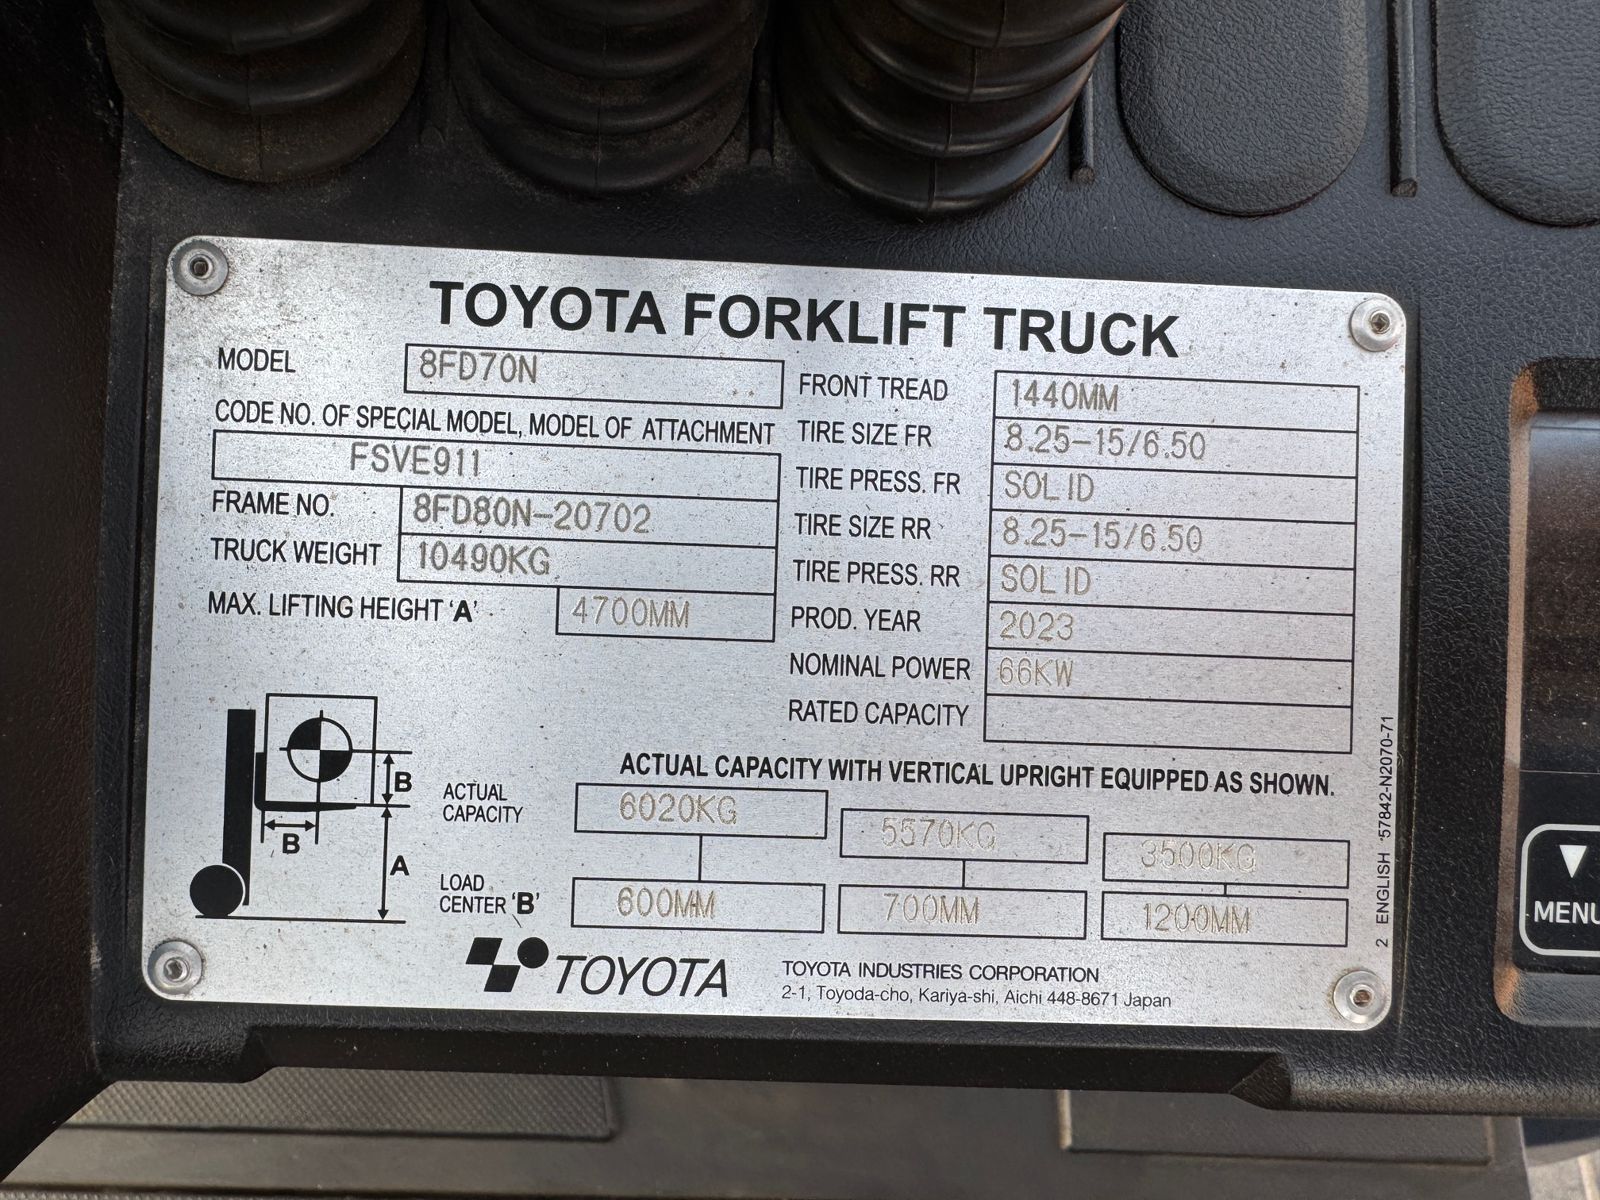 TOYOTA FORKLIFT TRUCK
MODEL 8FD70N
CODE NO. OF SPECIAL MODEL, MODEL OF ATTACHMENT
FSVE911
FRAME NO. 8FD80N-20702
TRUCK WEIGHT 10490KG
MAX. LIFTING HEIGHT 'A' 4700MM
FRONT TREAD 1440MM
TIRE SIZE FR 8.25-15/6.50
TIRE PRESS. FR SOLID
TIRE SIZE RR 8.25-15/6.50
TIRE PRESS. RR SOLID
PROD. YEAR 2023
NOMINAL POWER 66KW
RATED CAPACITY
B
B
A
ACTUAL CAPACITY WITH VERTICAL UPRIGHT EQUIPPED AS SHOWN.
ACTUAL
CAPACITY
6020KG 5570KG 3500KG
LOAD
CENTER 'B'
600MM 700MM 1200MM
TOYOTA
TOYOTA INDUSTRIES CORPORATION
2-1, Toyoda-cho, Kariya-shi, Aichi 448-8671 Japan
2 ENGLISH *57842-N2070-71
MENU